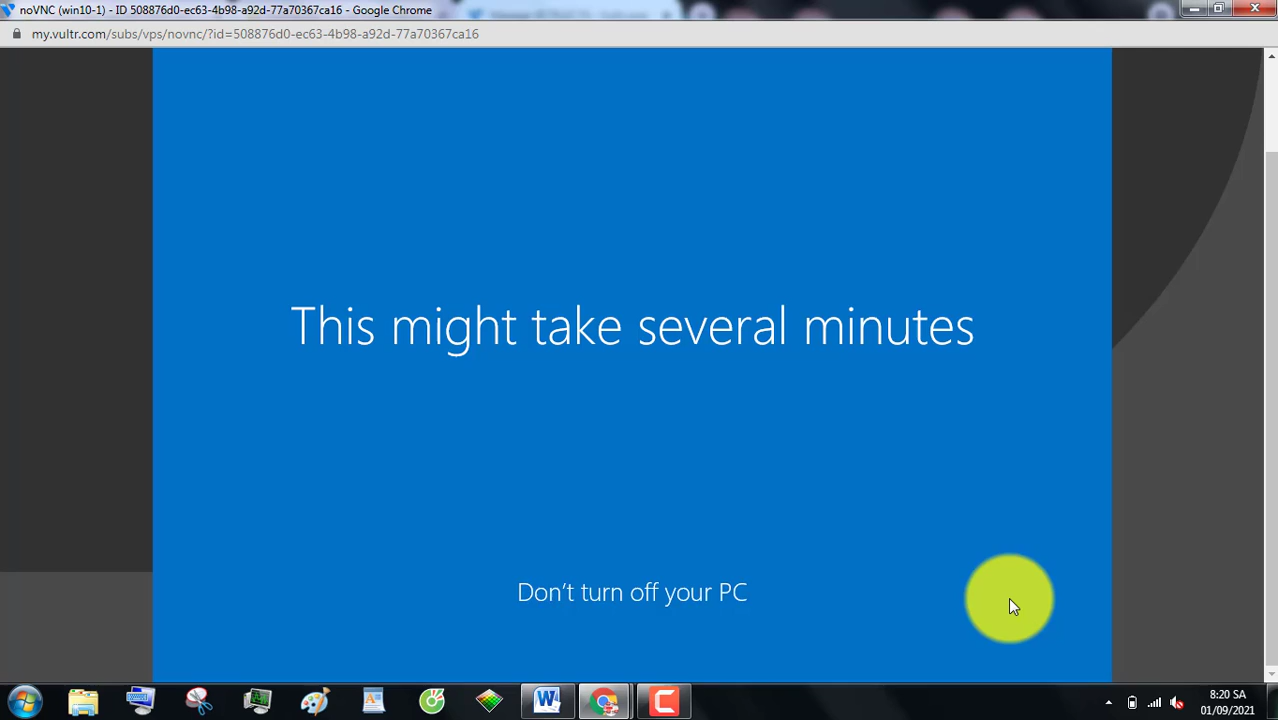 noVNC (win10-1) - ID 508876d0-ec63-4b98-a92d-77a70367ca16 - Google Chrome
my.vultr.com/subs/vps/novnc/?id=508876d0-ec63-4b98-a92d-77a70367ca16
This might take several minutes
Don't turn off your PC
8:20 SA
01/09/2021